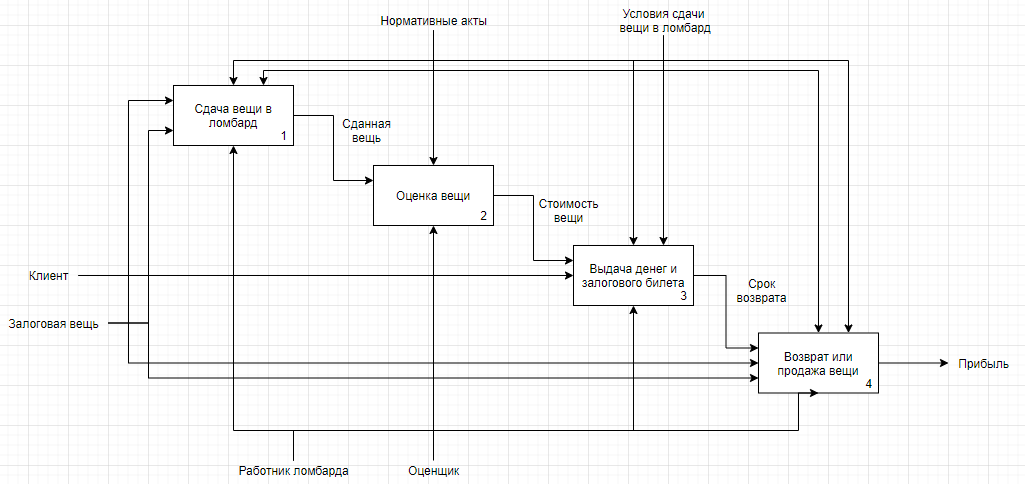 Нормативные акты
Условия сдачи
вещи в ломбард
Сдача вещи в
ломбард
1
Сданная
вещь
Оценка вещи
2
Стоимость
вещи
Клиент
Выдача денег и
залогового билета
3
Срок
возврата
Залоговая вещь
Возврат или
продажа вещи
4
Прибыль
Работник ломбарда
Оценщик